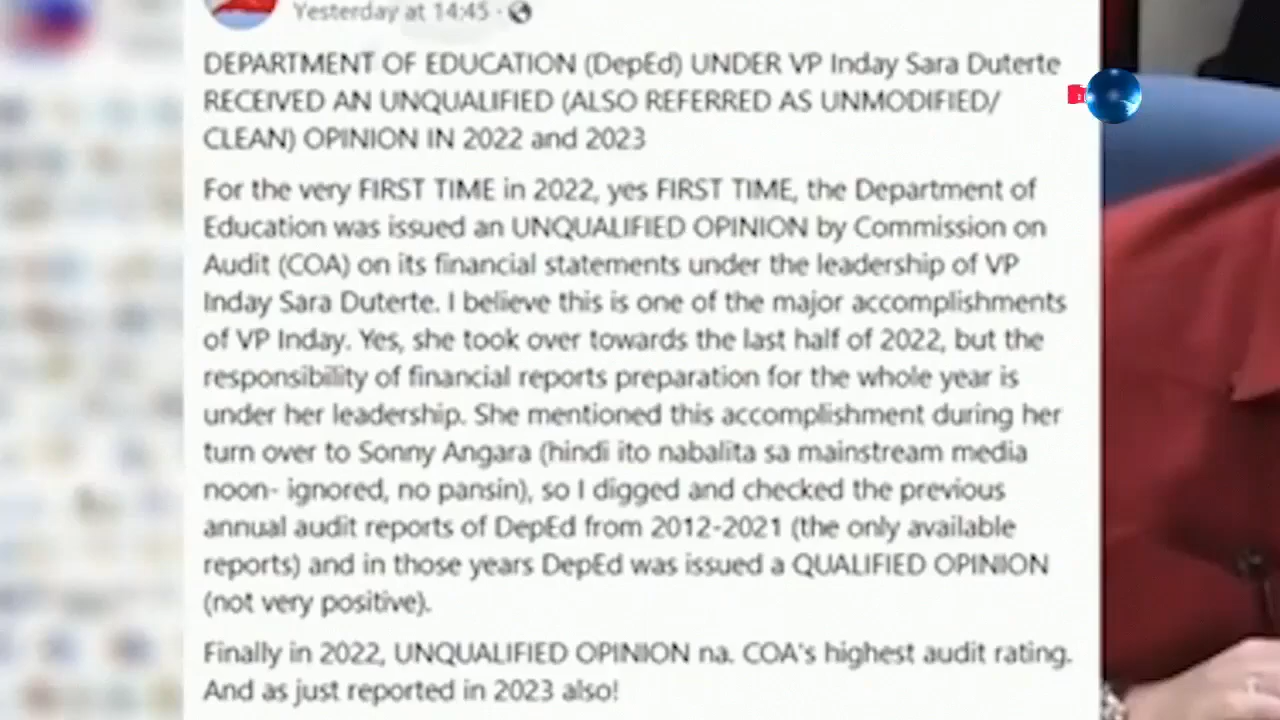 Yesterday at 14:45 ·
DEPARTMENT OF EDUCATION (DepEd) UNDER VP Inday Sara Duterte
RECEIVED AN UNQUALIFIED (ALSO REFERRED AS UNMODIFIED/
CLEAN) OPINION IN 2022 and 2023
For the very FIRST TIME in 2022, yes FIRST TIME, the Department of
Education was issued an UNQUALIFIED OPINION by Commission on
Audit (COA) on its financial statements under the leadership of VP
Inday Sara Duterte. I believe this is one of the major accomplishments
of VP Inday. Yes, she took over towards the last half of 2022, but the
responsibility of financial reports preparation for the whole year is
under her leadership. She mentioned this accomplishment during her
turn over to Sonny Angara (hindi ito nabalita sa mainstream media
noon- ignored, no pansin), so I digged and checked the previous
annual audit reports of DepEd from 2012-2021 (the only available
reports) and in those years DepEd was issued a QUALIFIED OPINION
(not very positive).
Finally in 2022, UNQUALIFIED OPINION na. COA's highest audit rating.
And as just reported in 2023 also!